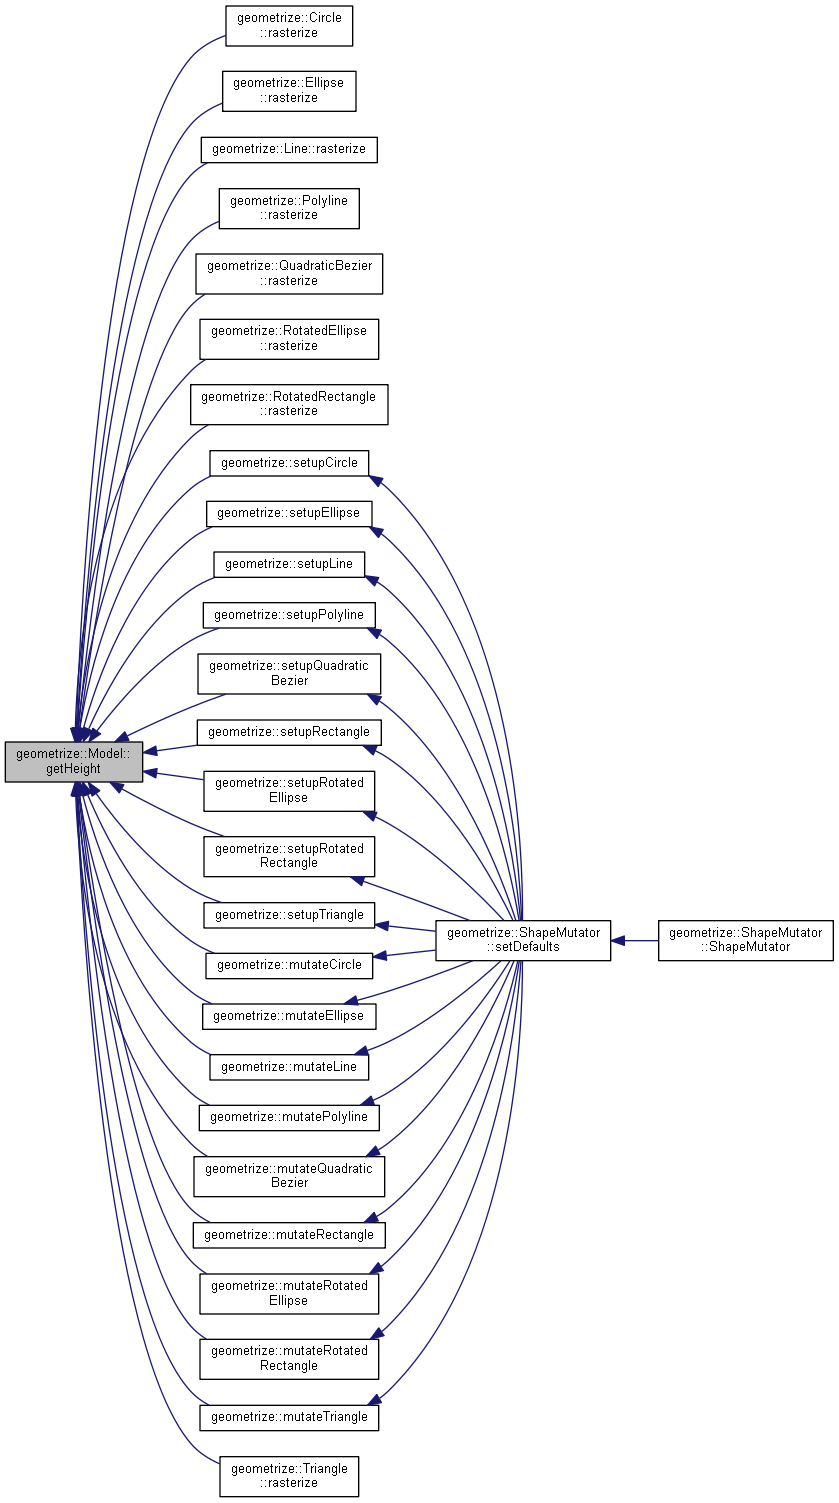 geometrize::Circle
::rasterize
geometrize::Ellipse
::rasterize
geometrize::Line::rasterize
geometrize::Polyline
::rasterize
geometrize::QuadraticBezier
::rasterize
geometrize::RotatedEllipse
::rasterize
geometrize::RotatedRectangle
::rasterize
geometrize::setupCircle
geometrize::setupEllipse
geometrize::setupLine
geometrize::setupPolyline
geometrize::setupQuadratic
Bezier
geometrize::setupRectangle
geometrize::Model::
getHeight
geometrize::setupRotated
Ellipse
geometrize::setupRotated
Rectangle
geometrize::setupTriangle
geometrize::ShapeMutator
::setDefaults
geometrize::ShapeMutator
::ShapeMutator
geometrize::mutateCircle
geometrize::mutateEllipse
geometrize::mutateLine
geometrize::mutatePolyline
geometrize::mutateQuadratic
Bezier
geometrize::mutateRectangle
geometrize::mutateRotated
Ellipse
geometrize::mutateRotated
Rectangle
geometrize::mutateTriangle
geometrize::Triangle
::rasterize